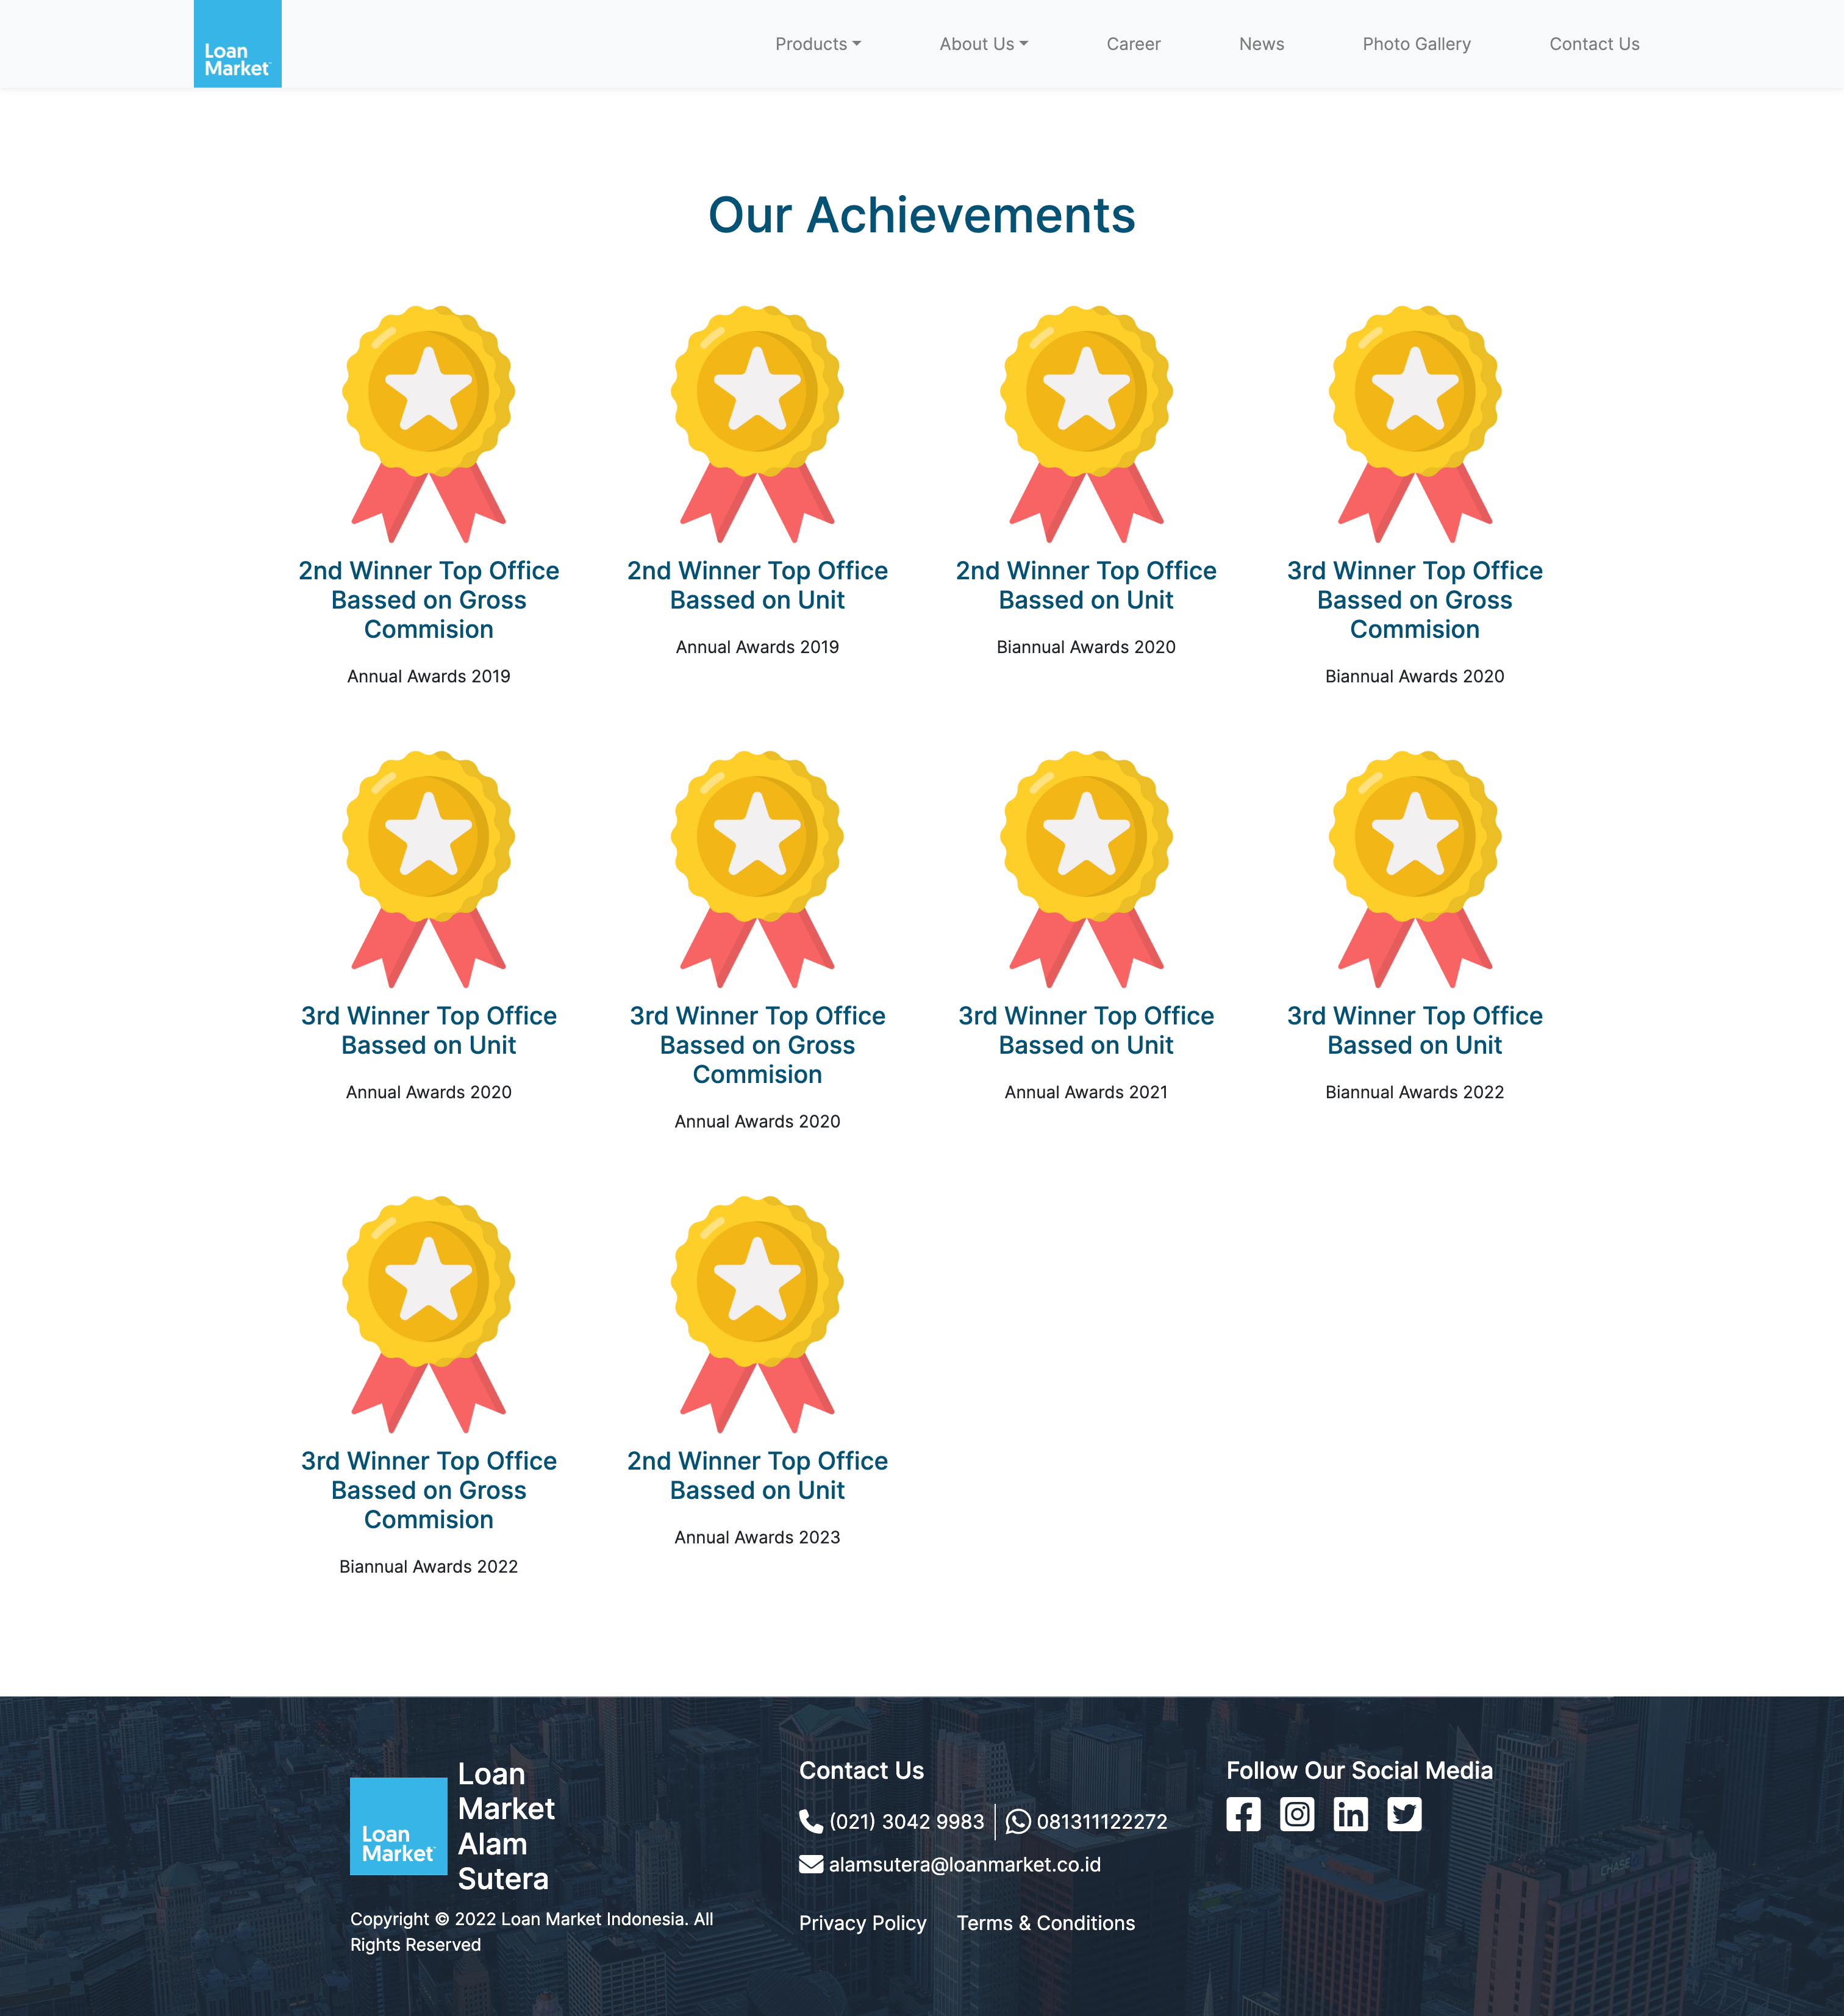 Loan
Market
Products
About Us
Career
News
Photo Gallery
Contact Us
Our Achievements
2nd Winner Top Office
Bassed on Gross
Commision
Annual Awards 2019
2nd Winner Top Office
Bassed on Unit
Annual Awards 2019
2nd Winner Top Office
Bassed on Unit
Biannual Awards 2020
3rd Winner Top Office
Bassed on Gross
Commision
Biannual Awards 2020
3rd Winner Top Office
Bassed on Unit
Annual Awards 2020
3rd Winner Top Office
Bassed on Gross
Commision
Annual Awards 2020
3rd Winner Top Office
Bassed on Unit
Annual Awards 2021
3rd Winner Top Office
Bassed on Unit
Biannual Awards 2022
3rd Winner Top Office
Bassed on Gross
Commision
Biannual Awards 2022
2nd Winner Top Office
Bassed on Unit
Annual Awards 2023
Loan
Market
Loan
Market
Alam
Sutera
Copyright © 2022 Loan Market Indonesia. All
Rights Reserved
Contact Us
(021) 3042 9983
081311122272
alamsutera@loanmarket.co.id
Privacy Policy
Terms & Conditions
Follow Our Social Media
CHASE